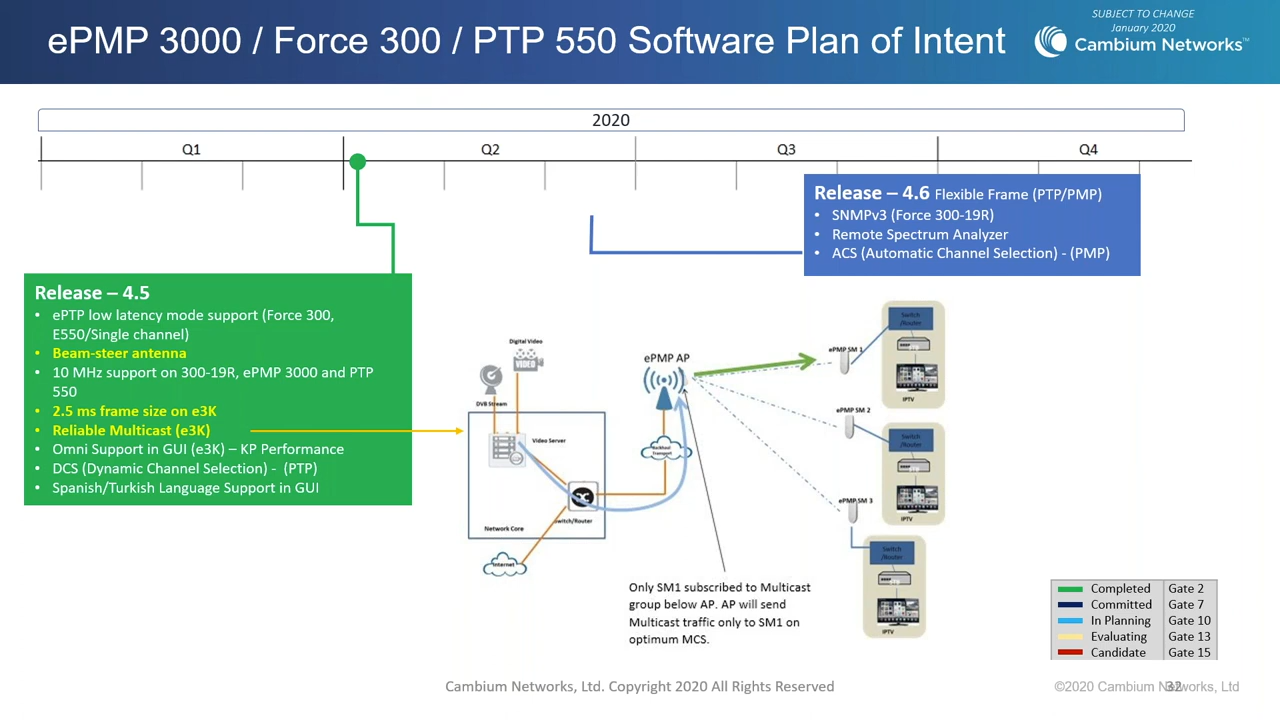 SUBJECT TO CHANGE
January 2020
ePMP 3000 / Force 300 / PTP 550 Software Plan of Intent
Cambium Networks™
2020
Q1
Q2
Q3
Q4
Release – 4.6 Flexible Frame (PTP/PMP)
• SNMPv3 (Force 300-19R)
• Remote Spectrum Analyzer
• ACS (Automatic Channel Selection) - (PMP)
Release – 4.5
• ePTP low latency mode support (Force 300,
E550/Single channel)
• Beam-steer antenna
• 10 MHz support on 300-19R, ePMP 3000 and PTP
550
• 2.5 ms frame size on e3K
• Reliable Multicast (e3K)
• Omni Support in GUI (e3K) – KP Performance
• DCS (Dynamic Channel Selection) - (PTP)
• Spanish/Turkish Language Support in GUI
Digital Video
VIDEO
DVB Stream
Video Server
Switch/Router
Network Core
Internet
ePMP AP
Backhaul
Transport
ePMP SM 1
Switch
/Router
IPTV
ePMP SM 2
Switch
/Router
IPTV
ePMP SM 3
Switch
/Router
IPTV
Only SM1 subscribed to Multicast
group below AP. AP will send
Multicast traffic only to SM1 on
optimum MCS.
Completed Gate 2
Committed Gate 7
In Planning Gate 10
Evaluating Gate 13
Candidate Gate 15
Cambium Networks, Ltd. Copyright 2020 All Rights Reserved
©2020 Cambium Networks, Ltd
32